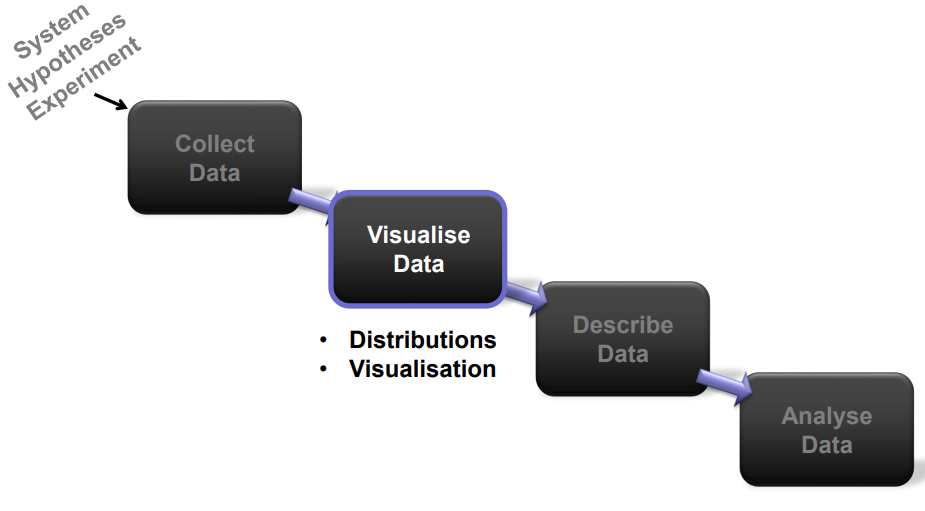 System
Hypotheses
Experiment
Collect
Data
Visualise
Data
• Distributions
• Visualisation
Describe
Data
Analyse
Data